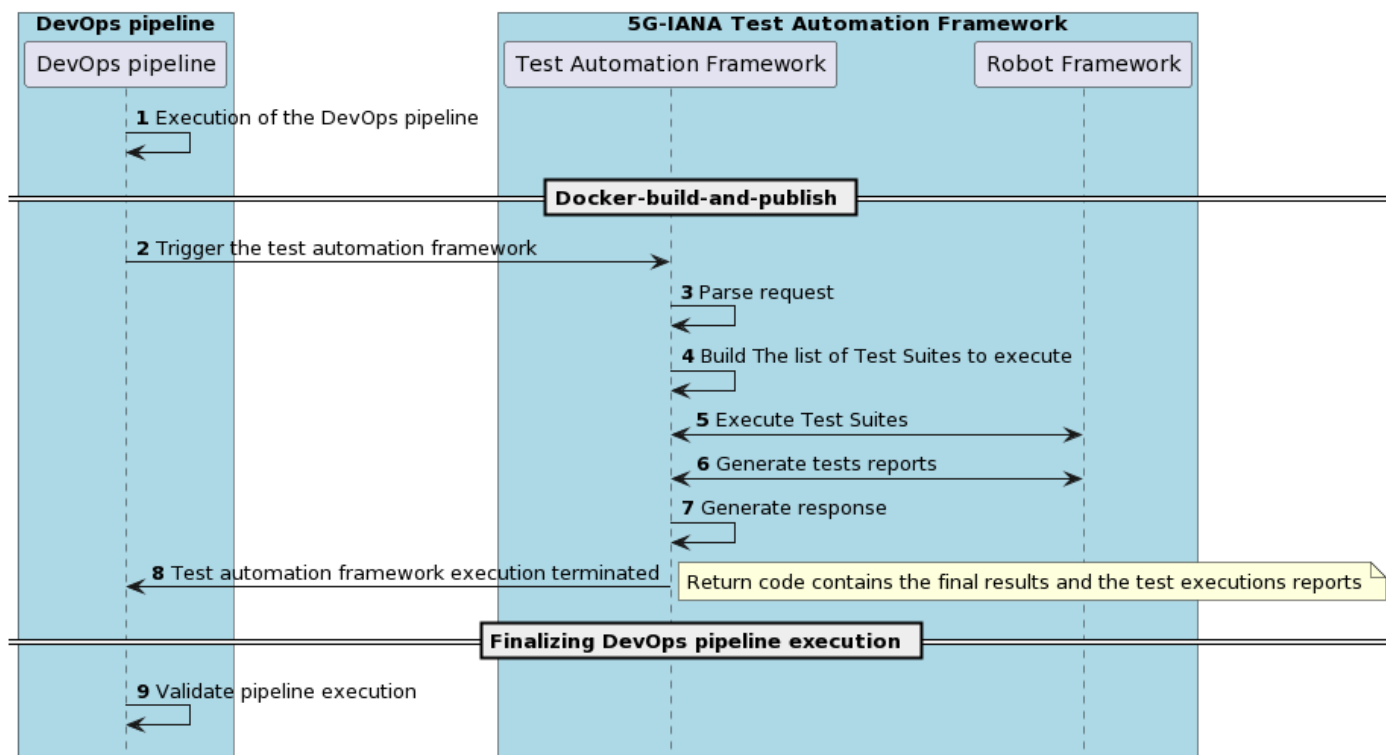 DevOps pipeline
5G-IANA Test Automation Framework
DevOps pipeline
Test Automation Framework
Robot Framework
1 Execution of the DevOps pipeline
Docker-build-and-publish
2 Trigger the test automation framework
3 Parse request
4 Build The list of Test Suites to execute
5 Execute Test Suites
6 Generate tests reports
7 Generate response
8 Test automation framework execution terminated
Return code contains the final results and the test executions reports
Finalizing DevOps pipeline execution
9 Validate pipeline execution